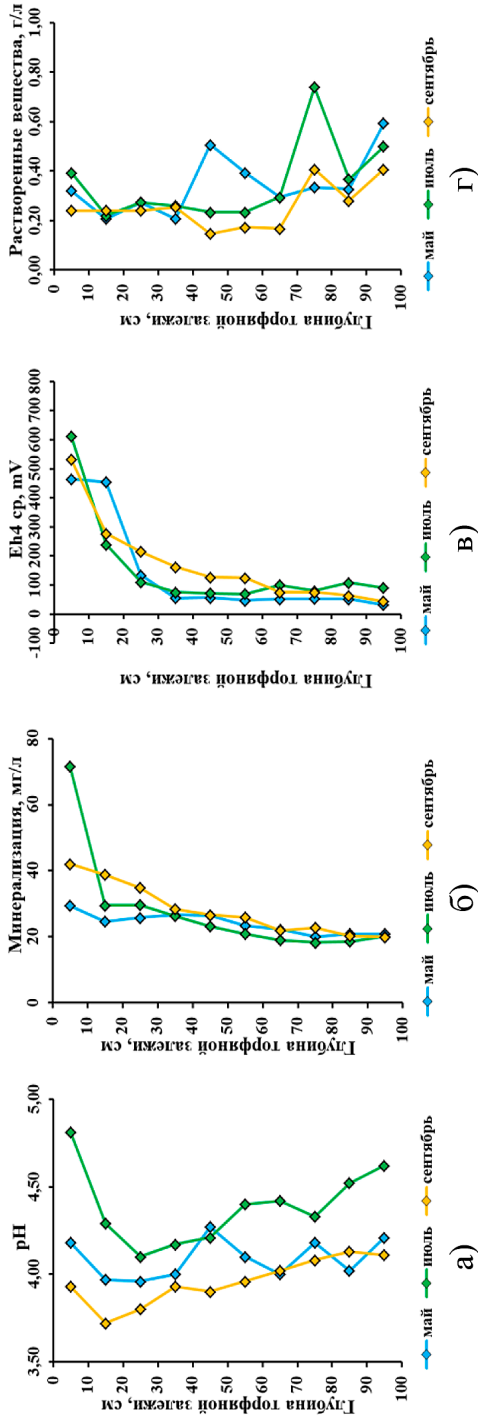 pH
3,50 4,00 4,50 5,00
0
10
20
30
40
50
60
70
80
90
100
Глубина торфяной залежи, см
май июль сентябрь
а)
Минерализация, мг/л
0 20 40 60 80
0
10
20
30
40
50
60
70
80
90
100
Глубина торфяной залежи, см
май июль сентябрь
б)
Eh4 ср, mV
-100 0 100 200 300 400 500 600 700 800
0
10
20
30
40
50
60
70
80
90
100
Глубина торфяной залежи, см
май июль сентябрь
в)
Растворенные вещества, г/л
0,00 0,20 0,40 0,60 0,80 1,00
0
10
20
30
40
50
60
70
80
90
100
Глубина торфяной залежи, см
май июль сентябрь
г)